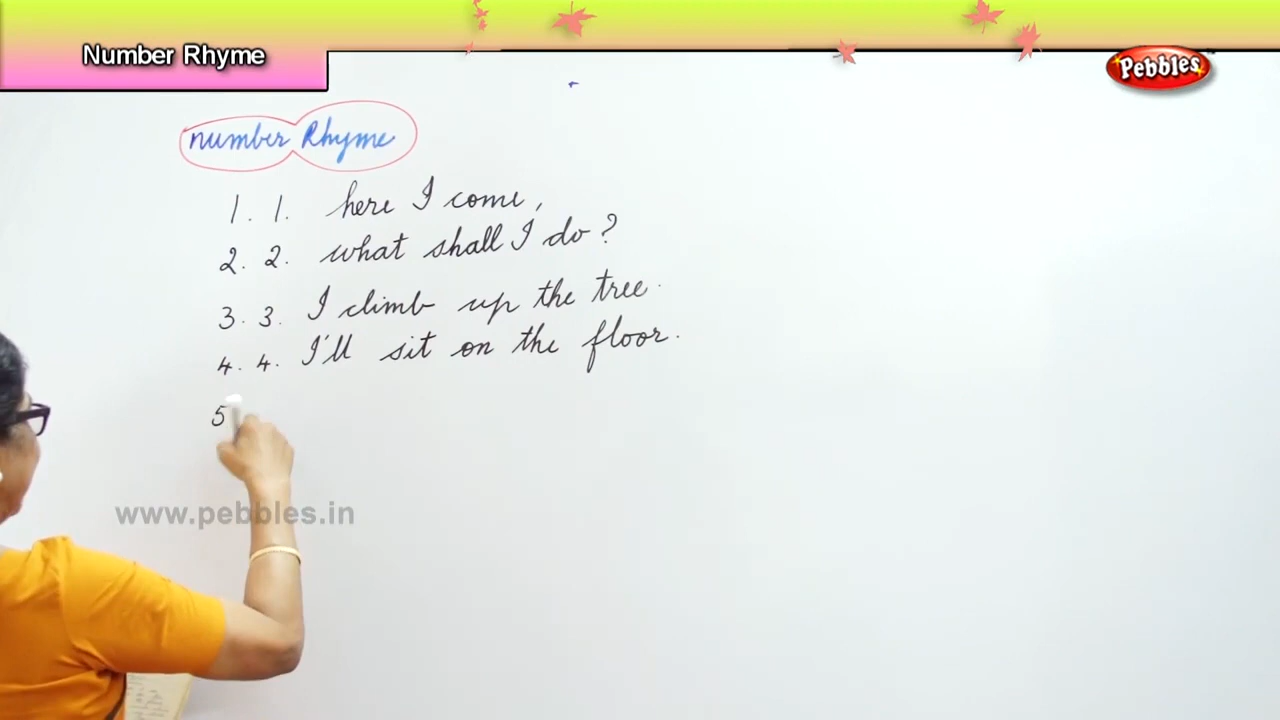 Number Rhyme
Pebbles
number Rhyme
1. 1. here I come,
2. 2. what shall I do?
3. 3. I climb up the tree.
4. 4. I'll sit on the floor.
5
www.pebbles.in